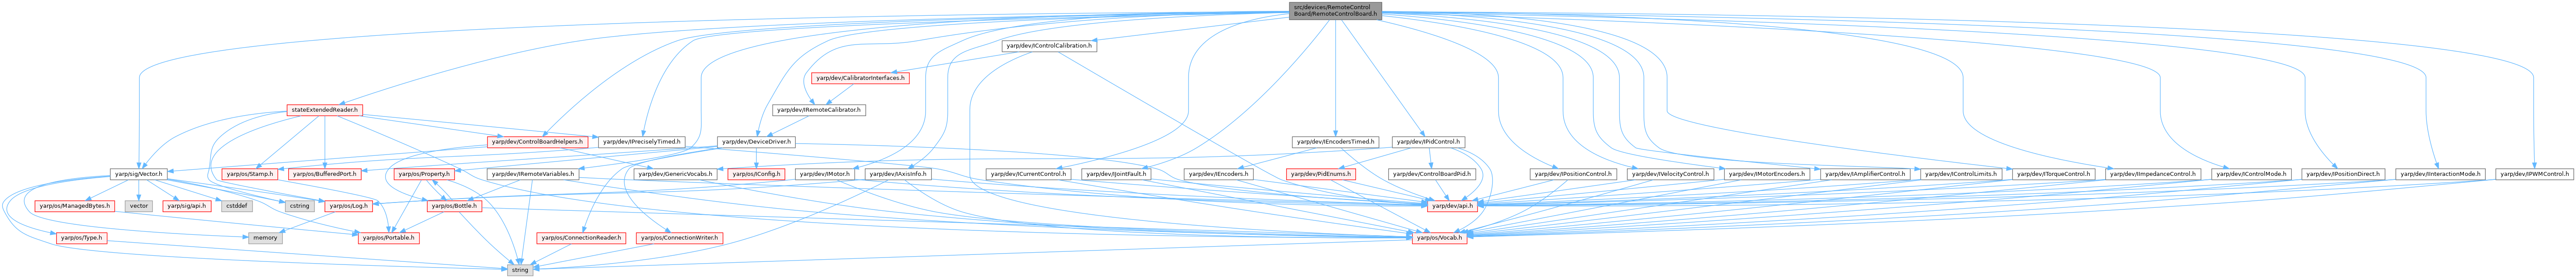 src/devices/RemoteControl
Board/RemoteControlBoard.h
yarp/dev/IControlCalibration.h
yarp/dev/CalibratorInterfaces.h
stateExtendedReader.h
yarp/dev/IRemoteCalibrator.h
yarp/dev/ControlBoardHelpers.h
yarp/dev/IPreciselyTimed.h
yarp/dev/DeviceDriver.h
yarp/dev/IEncodersTimed.h
yarp/dev/IPidControl.h
yarp/sig/Vector.h
yarp/os/Stamp.h
yarp/os/BufferedPort.h
yarp/os/Property.h
yarp/dev/IRemoteVariables.h
yarp/dev/GenericVocabs.h
yarp/os/IConfig.h
yarp/dev/IMotor.h
yarp/dev/IAxisInfo.h
yarp/dev/ICurrentControl.h
yarp/dev/IJointFault.h
yarp/dev/IEncoders.h
yarp/dev/PidEnums.h
yarp/dev/ControlBoardPid.h
yarp/dev/IPositionControl.h
yarp/dev/IVelocityControl.h
yarp/dev/IMotorEncoders.h
yarp/dev/IAmplifierControl.h
yarp/dev/IControlLimits.h
yarp/dev/ITorqueControl.h
yarp/dev/IImpedanceControl.h
yarp/dev/IControlMode.h
yarp/dev/IPositionDirect.h
yarp/dev/IInteractionMode.h
yarp/dev/IPWMControl.h
yarp/os/ManagedBytes.h
vector
yarp/sig/api.h
cstddef
cstring
yarp/os/Log.h
yarp/os/Bottle.h
yarp/dev/api.h
yarp/os/Type.h
memory
yarp/os/Portable.h
yarp/os/ConnectionReader.h
yarp/os/ConnectionWriter.h
yarp/os/Vocab.h
string